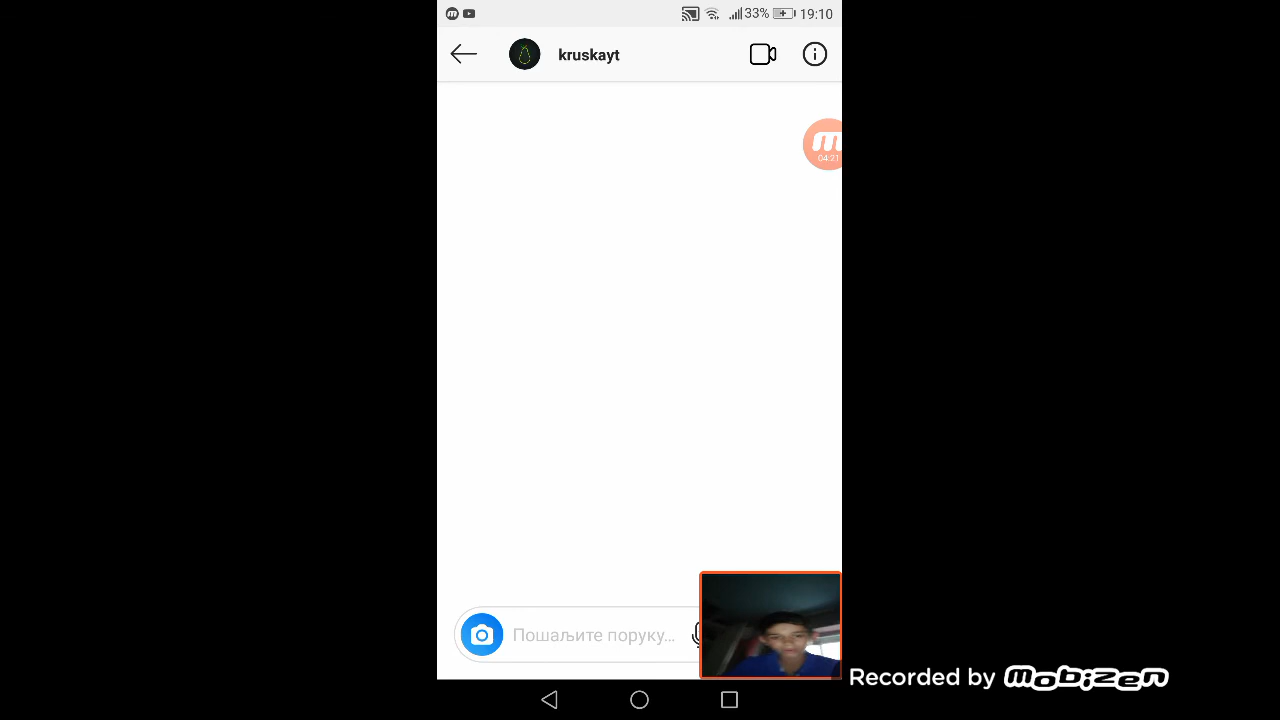 33% 19:10
kruskayt
04:21
Пошаљите поруку...
Recorded by Mobizen